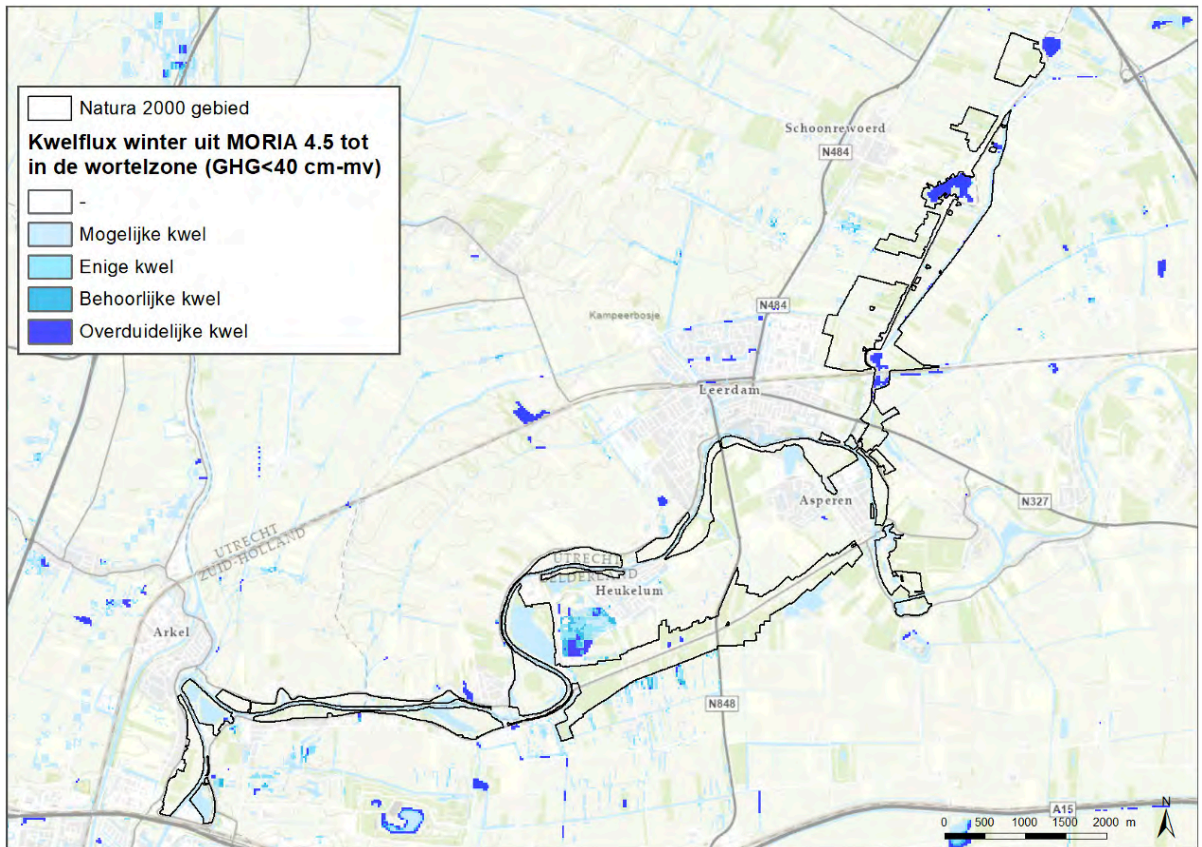 Natura 2000 gebied
Kwelflux winter uit MORIA 4.5 tot
in de wortelzone (GHG<40 cm-mv)
-
Mogelijke kwel
Enige kwel
Behoorlijke kwel
Overduidelijke kwel
Schoonrewoerd
N484
N484
Kampeerbosje
Leerdam
Asperen
N327
UTRECHT
ZUID-HOLLAND
UTRECHT
GELDERLAND
Heukelum
Arkel
N848
A15
N
0 500 1000 1500 2000 m